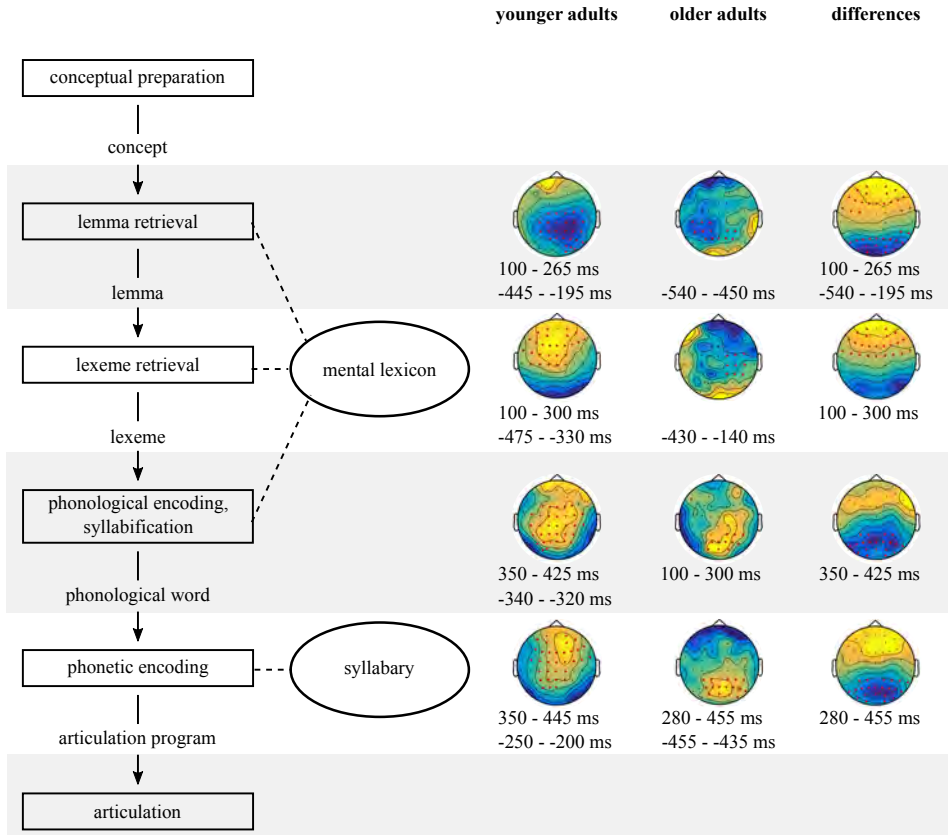 younger adults older adults differences
conceptual preparation
concept
lemma retrieval
100 - 265 ms 100 - 265 ms
lemma -445 - -195 ms -540 - -450 ms -540 - -195 ms
mental lexicon
lexeme retrieval
100 - 300 ms 100 - 300 ms
lexeme -475 - -330 ms -430 - -140 ms
phonological encoding,
syllabification
350 - 425 ms 100 - 300 ms 350 - 425 ms
phonological word -340 - -320 ms
phonetic encoding syllabary
350 - 445 ms 280 - 455 ms 280 - 455 ms
articulation program -250 - -200 ms -455 - -435 ms
articulation